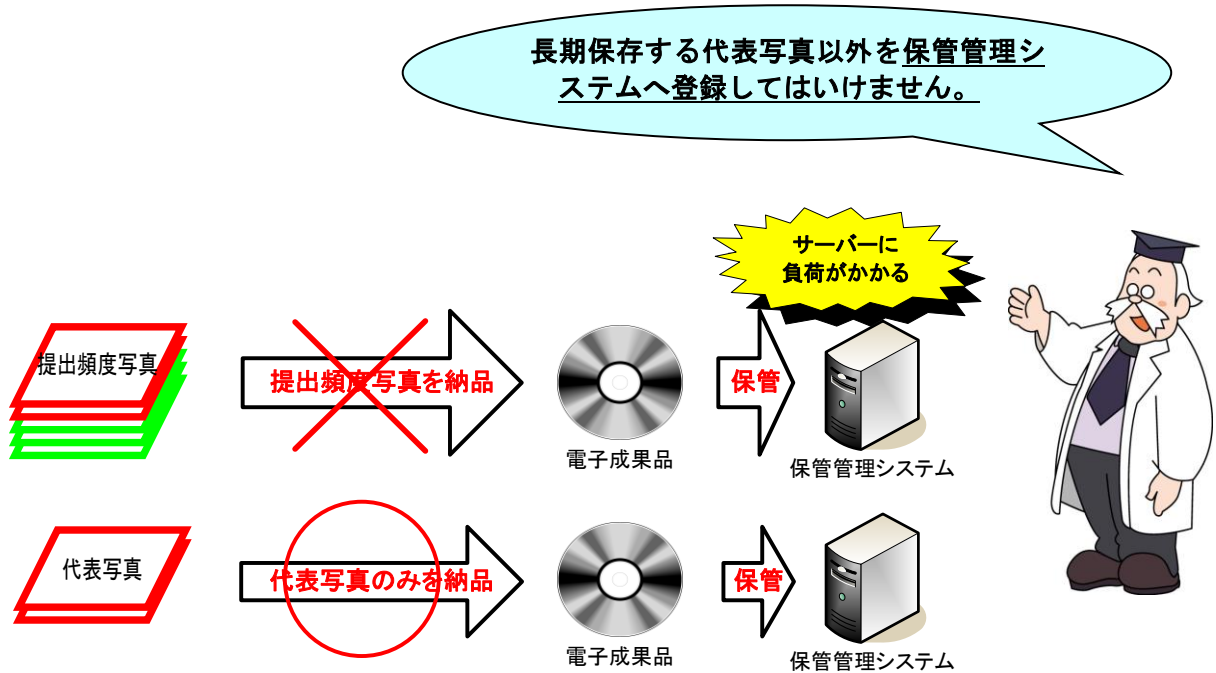 長期保存する代表写真以外を保管管理シ
ステムへ登録してはいけません。
サーバーに
負荷がかかる
提出頻度写真
提出頻度写真を納品
保管
電子成果品
保管管理システム
代表写真
代表写真のみを納品
保管
電子成果品
保管管理システム